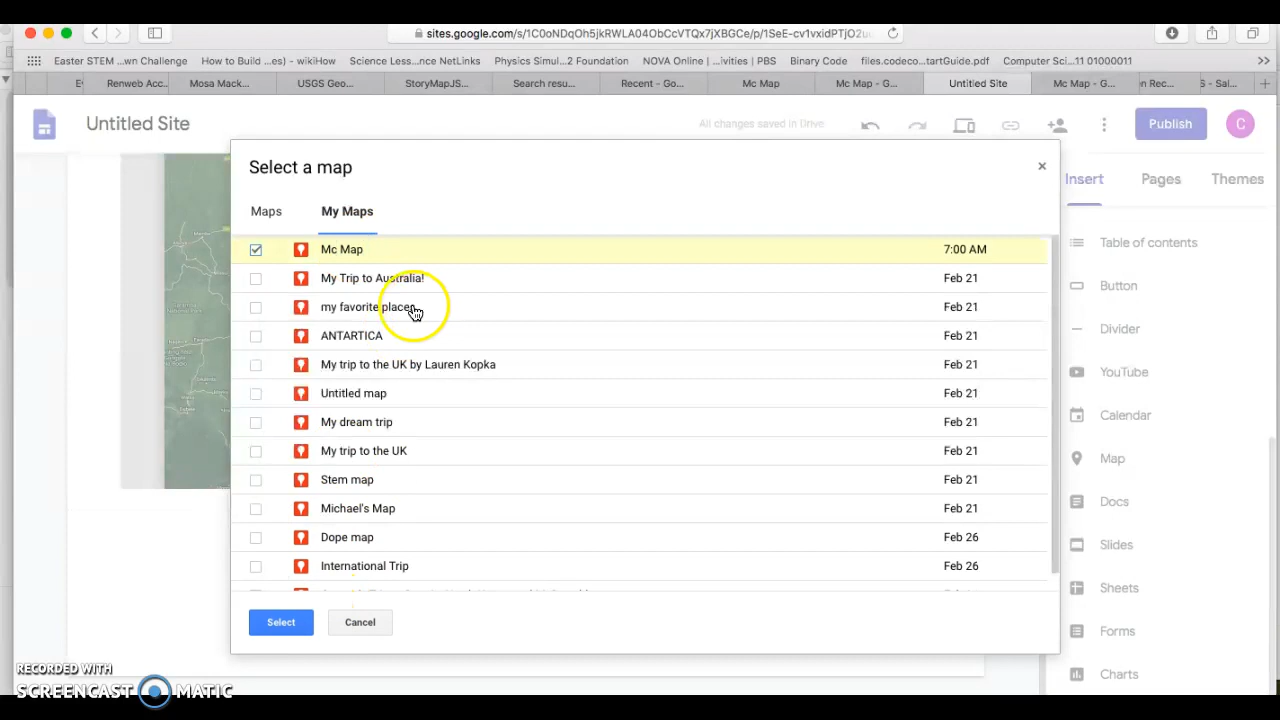 sites.google.com/s/1C0oNDqOh5jkRWLA04ObCcVTQx7jXBGCe/p/1SeE-cv1vxidPTjO2u
Easter STEM ...wn Challenge How to Build ...es) - wikiHow Science Less...nce NetLinks Physics Simul...2 Foundation NOVA Online | ...ivities | PBS Binary Code files.codeco...tartGuide.pdf Computer Sci...11 01000011
Renweb Acc.. Mosa Mack... USGS Geo... StoryMapJS... Search resu... Recent - Go... Mc Map Mc Map - G... Untitled Site Mc Map - G... n Rec... - Sal...
Untitled Site
All changes saved in Drive
Publish
C
Select a map
Insert Pages Themes
Maps My Maps
Mc Map 7:00 AM
My Trip to Australia! Feb 21
my favorite places Feb 21
ANTARTICA Feb 21
My trip to the UK by Lauren Kopka Feb 21
Untitled map Feb 21
My dream trip Feb 21
My trip to the UK Feb 21
Stem map Feb 21
Michael's Map Feb 21
Dope map Feb 26
International Trip Feb 26
Select Cancel
Table of contents
Button
Divider
YouTube
Calendar
Map
Docs
Slides
Sheets
Forms
Charts
RECORDED WITH
SCREENCAST MATIC